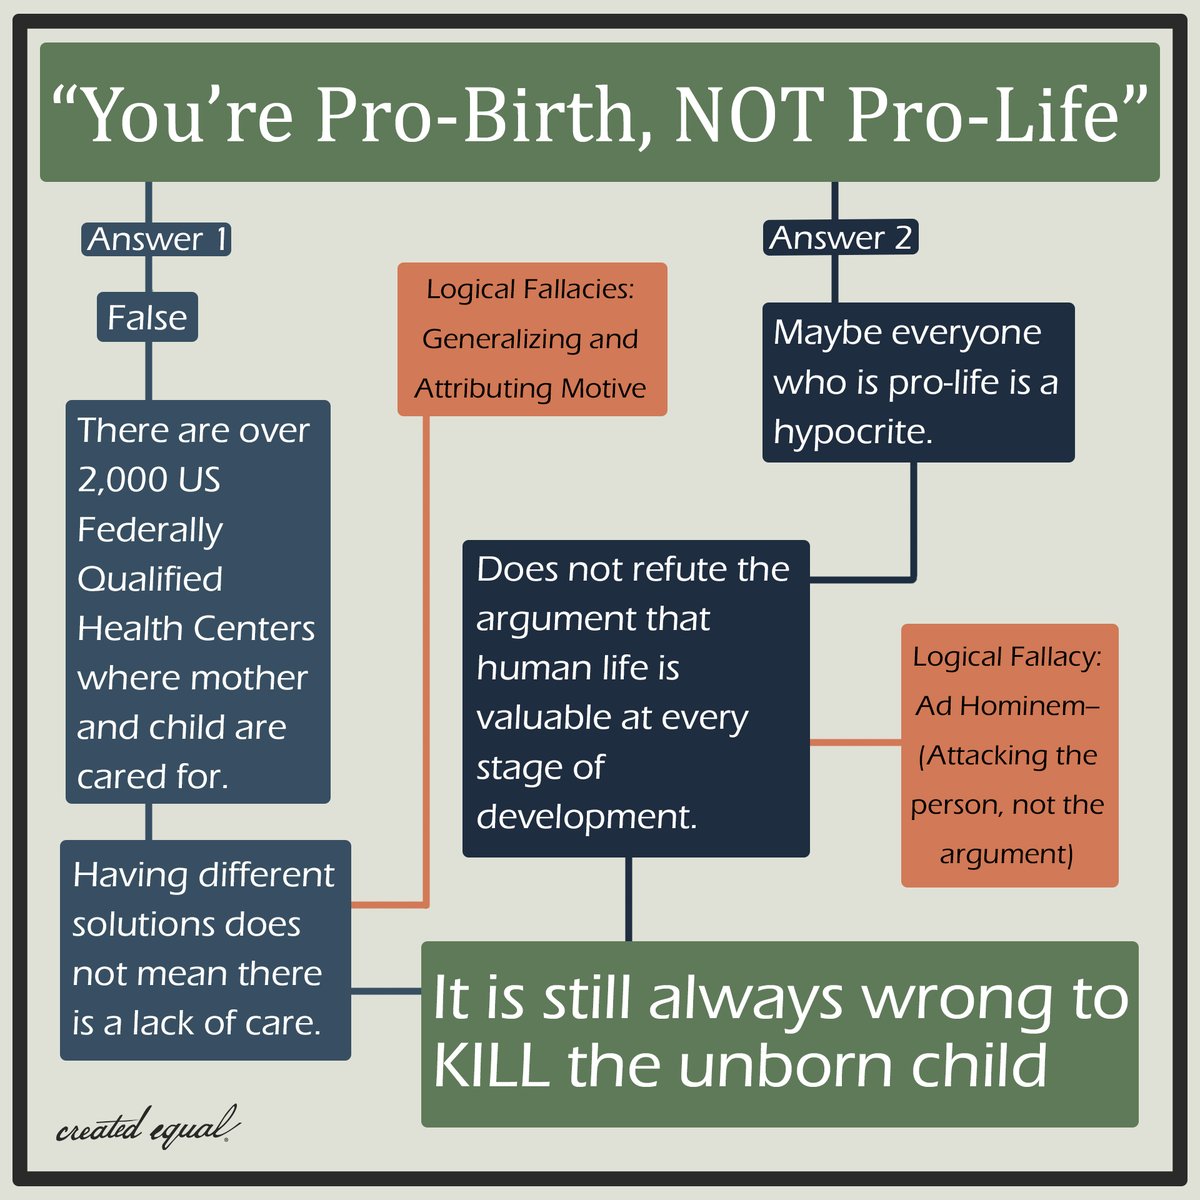 “You’re Pro-Birth, NOT Pro-Life”
Answer 1
False
There are over
2,000 US
Federally
Qualified
Health Centers
where mother
and child are
cared for.
Having different
solutions does
not mean there
is a lack of care.
Logical Fallacies:
Generalizing and
Attributing Motive
Answer 2
Maybe everyone
who is pro-life is a
hypocrite.
Does not refute the
argument that
human life is
valuable at every
stage of
development.
Logical Fallacy:
Ad Hominem–
(Attacking the
person, not the
argument)
It is still always wrong to
KILL the unborn child
created equal®